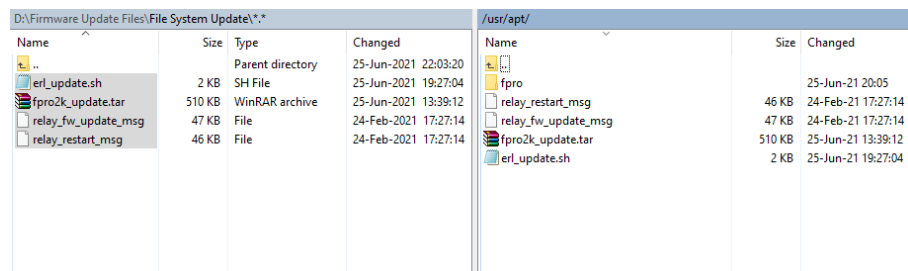 D:\Firmware Update Files\File System Update\*.*
Name Size Type Changed
.. Parent directory 25-Jun-2021 22:03:20
erl_update.sh 2 KB SH File 25-Jun-2021 19:27:04
fpro2k_update.tar 510 KB WinRAR archive 25-Jun-2021 13:39:12
relay_fw_update_msg 47 KB File 24-Feb-2021 17:27:14
relay_restart_msg 46 KB File 24-Feb-2021 17:27:14
/usr/apt/
Name Size Changed
..
fpro 25-Jun-21 20:05
relay_restart_msg 46 KB 24-Feb-21 17:27:14
relay_fw_update_msg 47 KB 24-Feb-21 17:27:14
fpro2k_update.tar 510 KB 25-Jun-21 13:39:12
erl_update.sh 2 KB 25-Jun-21 19:27:04